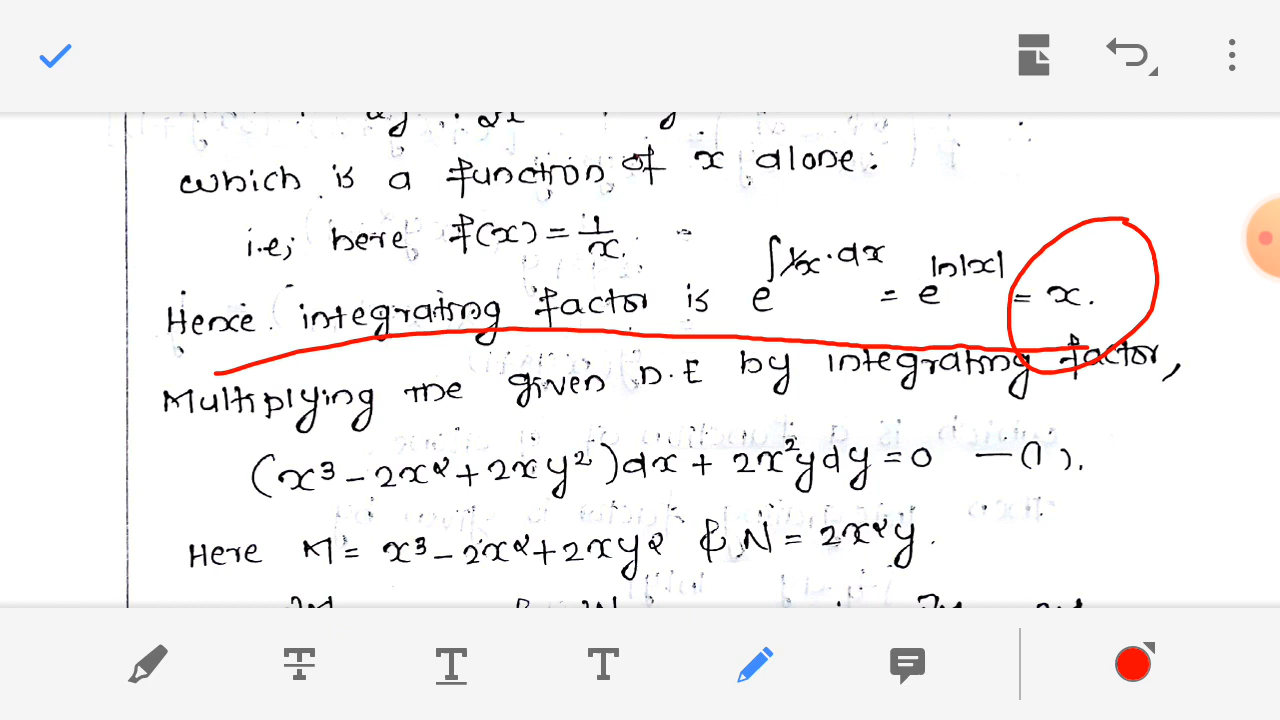 which is a function of x alone.
i.e; here f(x) = 1/x.
Hence integrating factor is e^∫1/x·dx = e^ln|x| = x.
Multiplying the given D.E by integrating factor,
(x³ - 2x² + 2xy²)dx + 2x²ydy = 0 —(1).
Here M = x³ - 2x² + 2xy² & N = 2x²y.
T T T